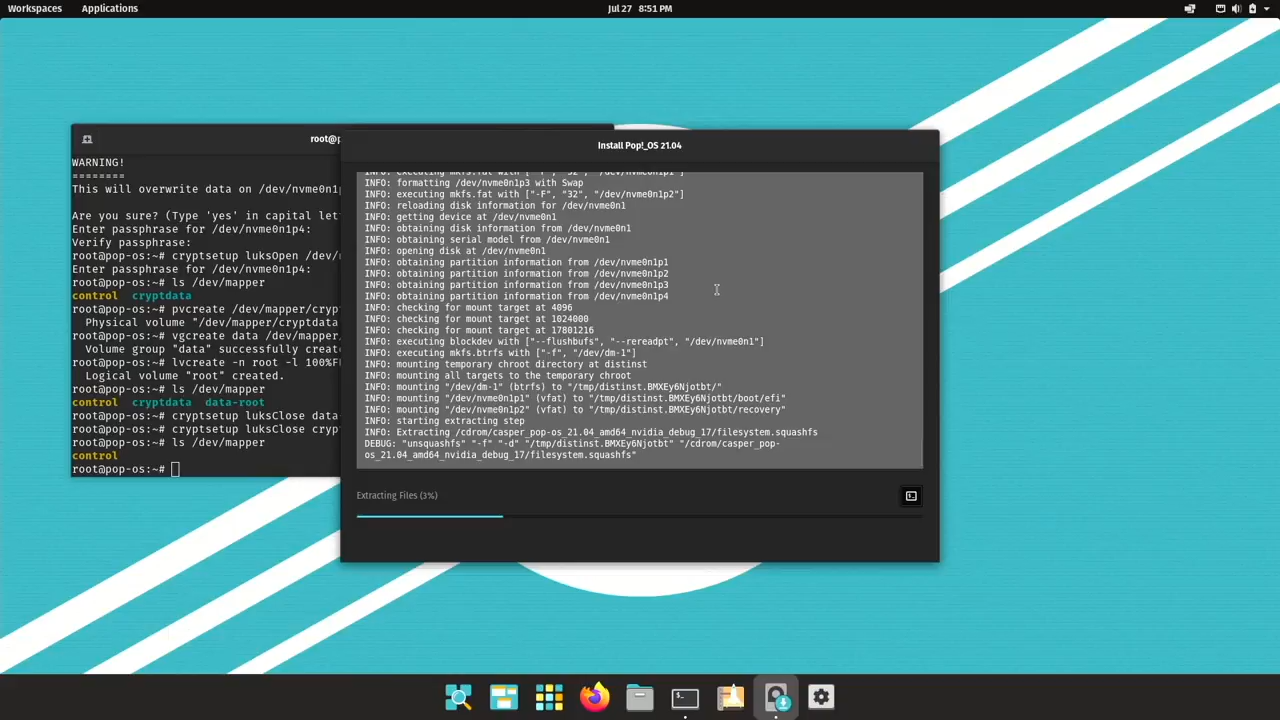 Workspaces Applications Jul 27 8:51 PM
root@p
WARNING!
========
This will overwrite data on /dev/nvme0n1p
Are you sure? (Type 'yes' in capital let
Enter passphrase for /dev/nvme0n1p4:
Verify passphrase:
root@pop-os:~# cryptsetup luksOpen /dev/
Enter passphrase for /dev/nvme0n1p4:
root@pop-os:~# ls /dev/mapper
control cryptdata
root@pop-os:~# pvcreate /dev/mapper/cryp
Physical volume "/dev/mapper/cryptdata
root@pop-os:~# vgcreate data /dev/mapper
Volume group "data" successfully creat
root@pop-os:~# lvcreate -n root -l 100%F
Logical volume "root" created.
root@pop-os:~# ls /dev/mapper
control cryptdata data-root
root@pop-os:~# cryptsetup luksClose data-
root@pop-os:~# cryptsetup luksClose cryp
root@pop-os:~# ls /dev/mapper
control
root@pop-os:~#
Install Pop!_OS 21.04
INFO: executing mkfs.fat with ["-F", "32", "/dev/nvme0n1p1"]
INFO: formatting /dev/nvme0n1p3 with Swap
INFO: executing mkfs.fat with ["-F", "32", "/dev/nvme0n1p2"]
INFO: reloading disk information for /dev/nvme0n1
INFO: getting device at /dev/nvme0n1
INFO: obtaining disk information from /dev/nvme0n1
INFO: obtaining serial model from /dev/nvme0n1
INFO: opening disk at /dev/nvme0n1
INFO: obtaining partition information from /dev/nvme0n1p1
INFO: obtaining partition information from /dev/nvme0n1p2
INFO: obtaining partition information from /dev/nvme0n1p3
INFO: obtaining partition information from /dev/nvme0n1p4
INFO: checking for mount target at 4096
INFO: checking for mount target at 1024000
INFO: checking for mount target at 17801216
INFO: executing blockdev with ["--flushbufs", "--rereadpt", "/dev/nvme0n1"]
INFO: executing mkfs.btrfs with ["-f", "/dev/dm-1"]
INFO: mounting temporary chroot directory at distinst
INFO: mounting all targets to the temporary chroot
INFO: mounting "/dev/dm-1" (btrfs) to "/tmp/distinst.BMXEy6Njotbt/"
INFO: mounting "/dev/nvme0n1p1" (vfat) to "/tmp/distinst.BMXEy6Njotbt/boot/efi"
INFO: mounting "/dev/nvme0n1p2" (vfat) to "/tmp/distinst.BMXEy6Njotbt/recovery"
INFO: starting extracting step
INFO: Extracting /cdrom/casper_pop-os_21.04_amd64_nvidia_debug_17/filesystem.squashfs
DEBUG: "unsquashfs" "-f" "-d" "/tmp/distinst.BMXEy6Njotbt" "/cdrom/casper_pop-
os_21.04_amd64_nvidia_debug_17/filesystem.squashfs"
Extracting Files (3%)